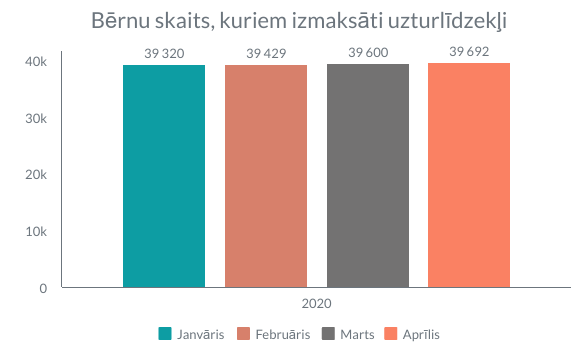 Bērnu skaits, kuriem izmaksāti uzturlīdzekļi
39 320
39 429
39 600
39 692
40k
30k
20k
10k
0
2020
Janvāris
Februāris
Marts
Aprīlis